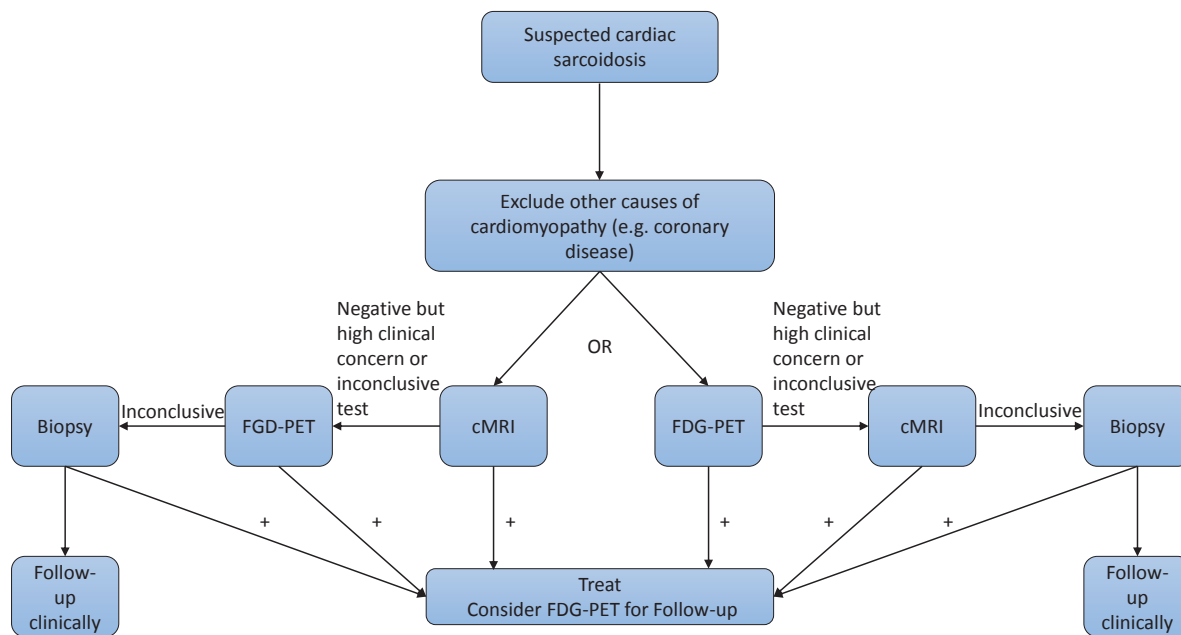 Suspected cardiac
sarcoidosis
Exclude other causes of
cardiomyopathy (e.g. coronary
disease)
Negative but
high clinical
concern or
inconclusive
test
OR
Negative but
high clinical
concern or
inconclusive
test
Biopsy
Inconclusive
FGD-PET
cMRI
FDG-PET
cMRI
Inconclusive
Biopsy
+
+
+
+
+
+
Follow-
up
clinically
Treat
Consider FDG-PET for Follow-up
Follow-
up
clinically